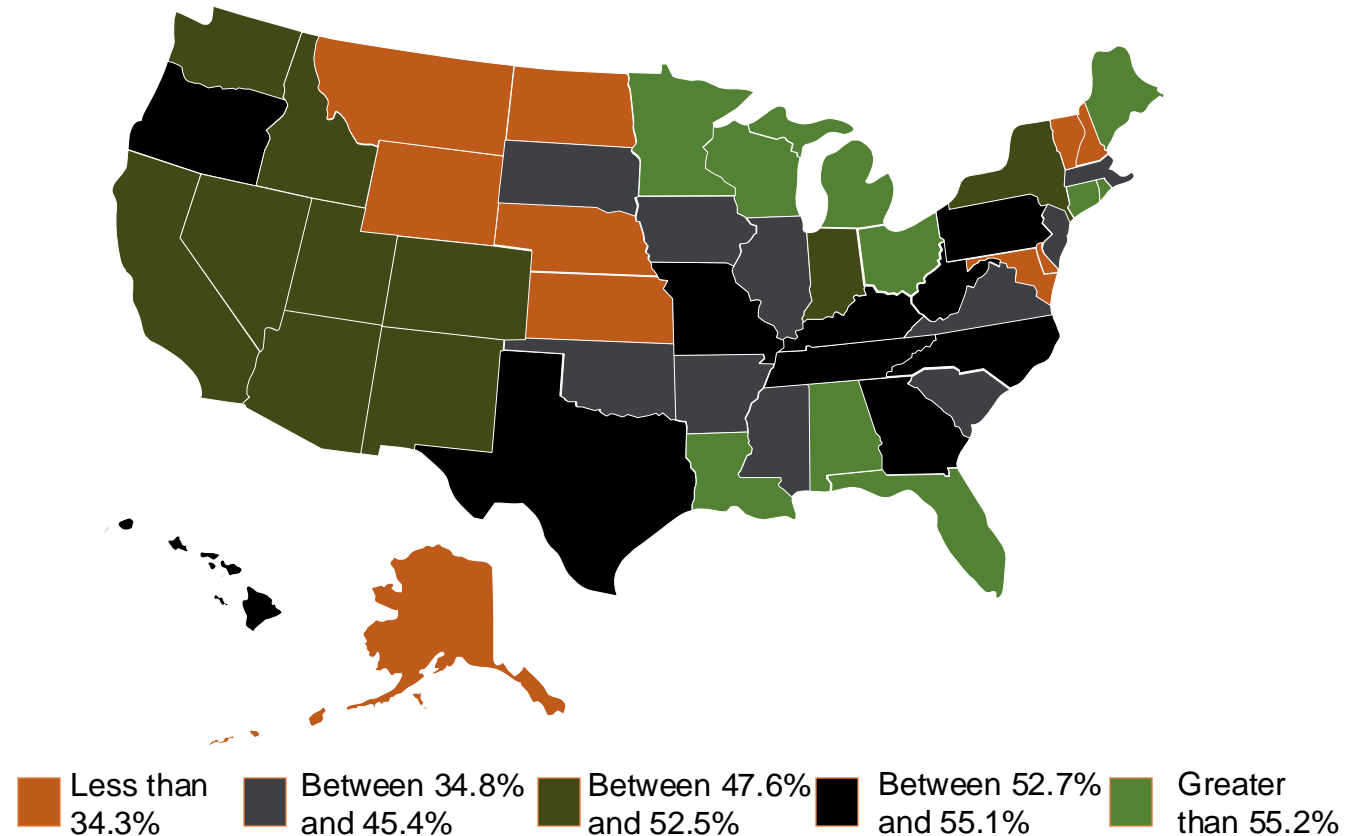 Less than
34.3%
Between 34.8%
and 45.4%
Between 47.6%
and 52.5%
Between 52.7%
and 55.1%
Greater
than 55.2%